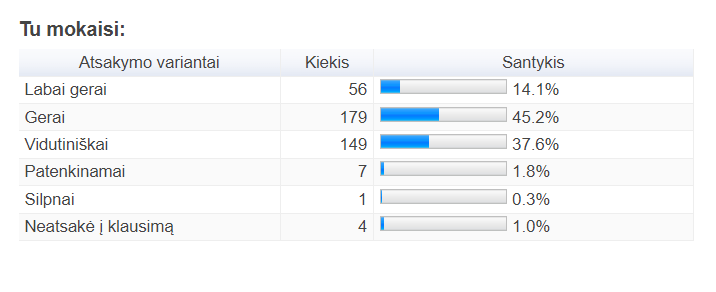 Tu mokaisi:
Atsakymo variantai Kiekis Santykis
Labai gerai 56 14.1%
Gerai 179 45.2%
Vidutiniškai 149 37.6%
Patenkinamai 7 1.8%
Silpnai 1 0.3%
Neatsakė į klausimą 4 1.0%